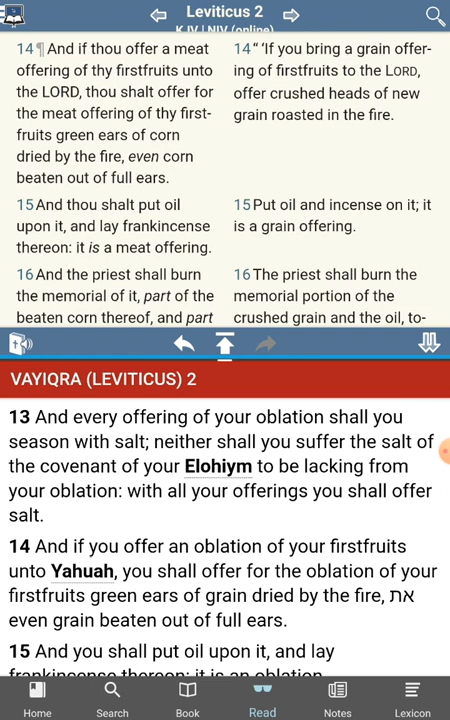 Leviticus 2
KJV | NIV (online)
14¶ And if thou offer a meat
offering of thy firstfruits unto
the LORD, thou shalt offer for
the meat offering of thy first-
fruits green ears of corn
dried by the fire, even corn
beaten out of full ears.
15 And thou shalt put oil
upon it, and lay frankincense
thereon: it is a meat offering.
16 And the priest shall burn
the memorial of it, part of the
beaten corn thereof, and part
14 “ ‘If you bring a grain offer-
ing of firstfruits to the LORD,
offer crushed heads of new
grain roasted in the fire.
15 Put oil and incense on it; it
is a grain offering.
16 The priest shall burn the
memorial portion of the
crushed grain and the oil, to-
VAYIQRA (LEVITICUS) 2
13 And every offering of your oblation shall you
season with salt; neither shall you suffer the salt of
the covenant of your Elohiym to be lacking from
your oblation: with all your offerings you shall offer
salt.
14 And if you offer an oblation of your firstfruits
unto Yahuah, you shall offer for the oblation of your
firstfruits green ears of grain dried by the fire, את
even grain beaten out of full ears.
15 And you shall put oil upon it, and lay
frankincense thereon: it is an oblation
Home Search Book Read Notes Lexicon